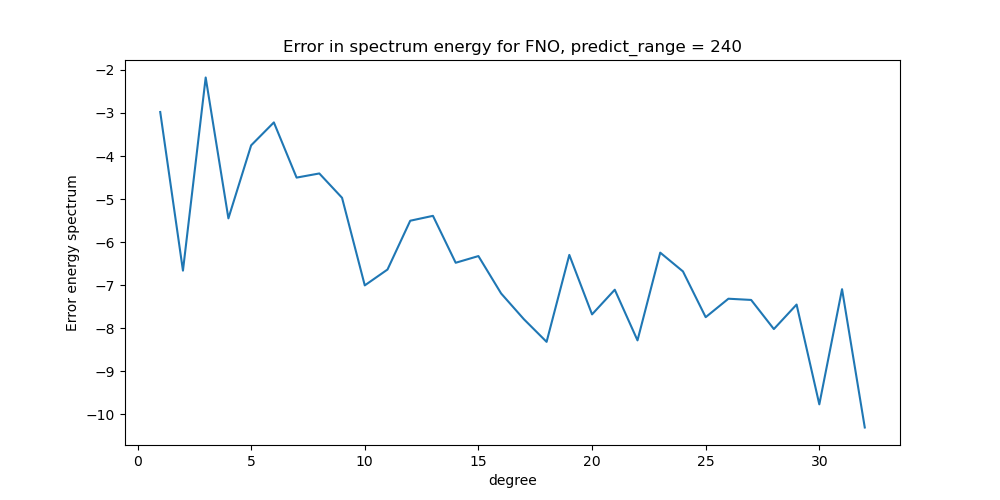 Error in spectrum energy for FNO, predict_range = 240
Error energy spectrum
−2
−3
−4
−5
−6
−7
−8
−9
−10
0 5 10 15 20 25 30
degree